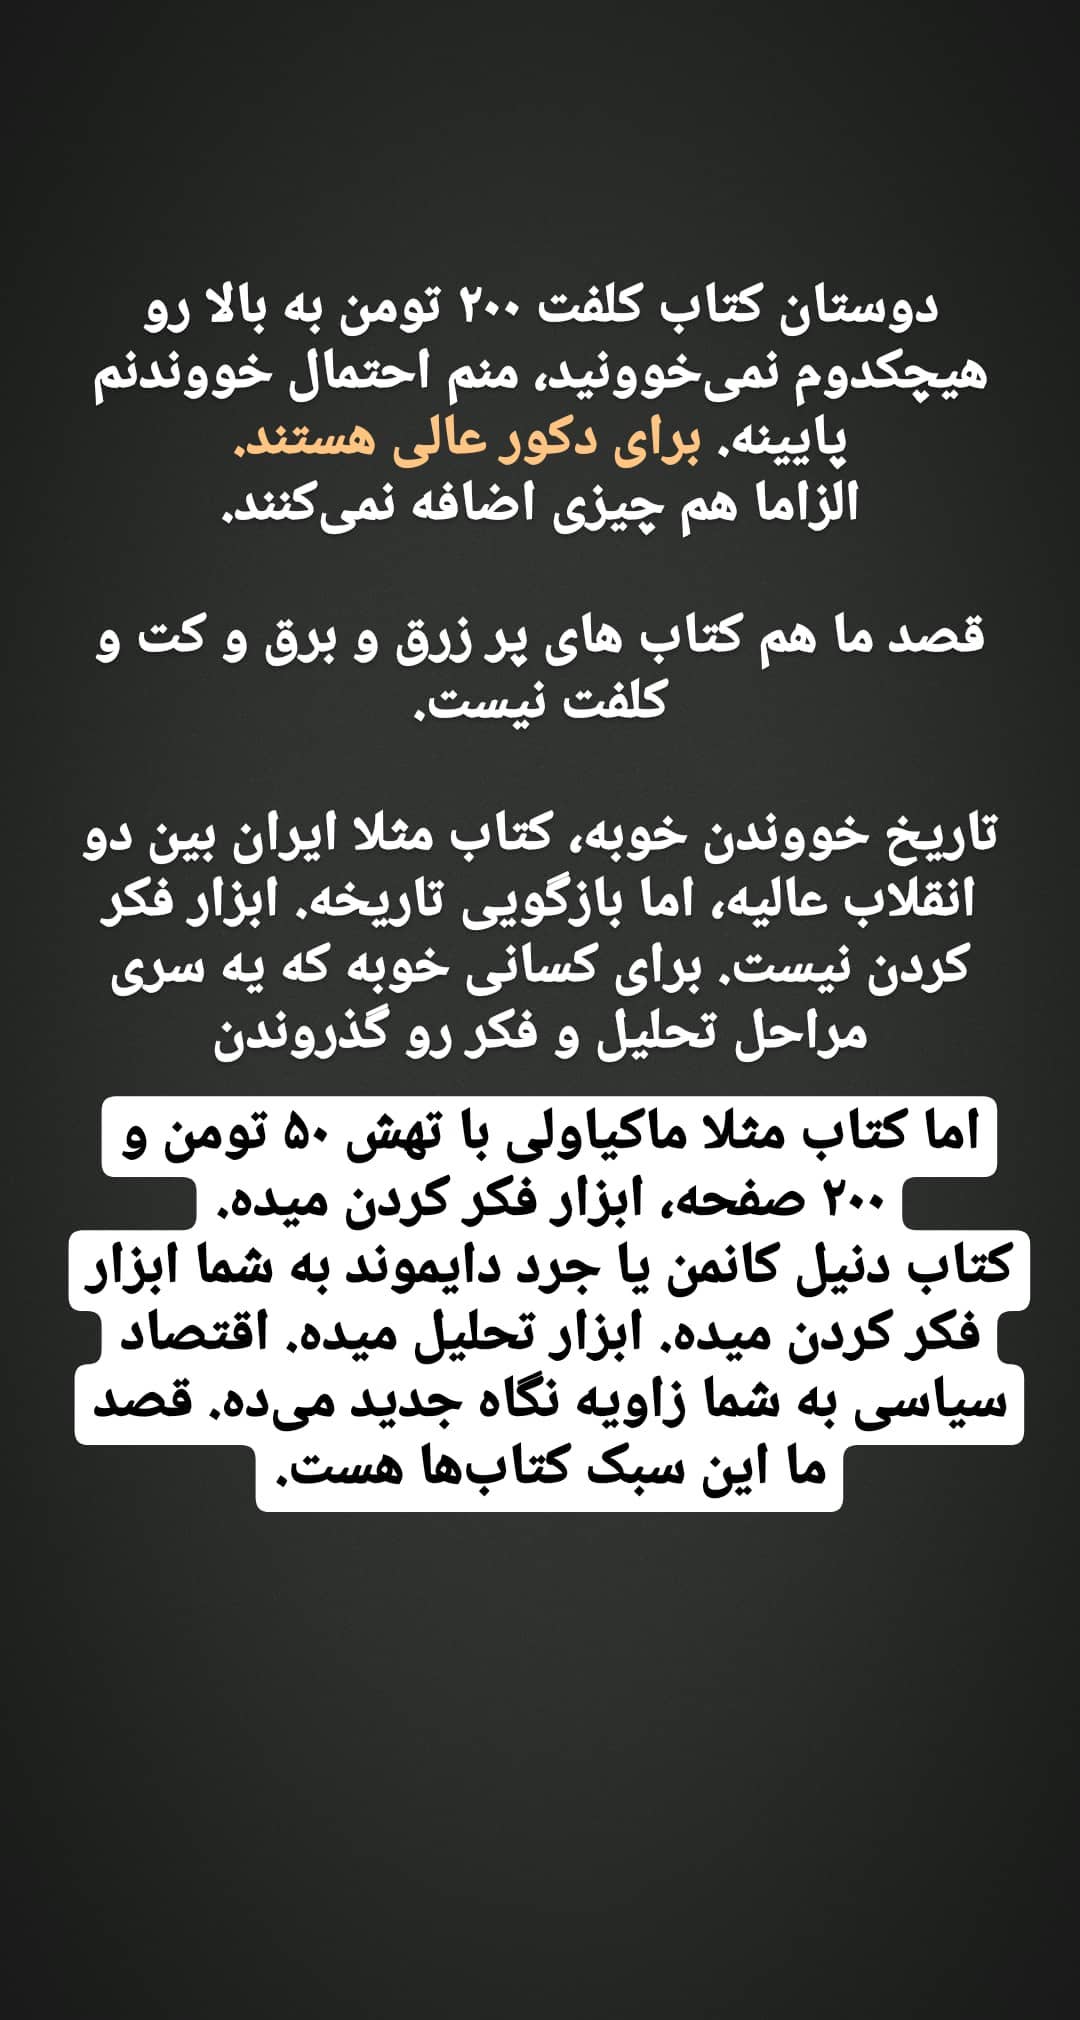 دوستان کتاب کلفت ۲۰۰ تومن به بالا رو
هیچکدوم نمی‌خوونید، منم احتمال خووندنم
پایینه. برای دکور عالی هستند.
الزاما هم چیزی اضافه نمی‌کنند.
قصد ما هم کتاب های پر زرق و برق و کت و
کلفت نیست.
تاریخ خووندن خوبه، کتاب مثلا ایران بین دو
انقلاب عالیه، اما بازگویی تاریخه. ابزار فکر
کردن نیست. برای کسانی خوبه که یه سری
مراحل تحلیل و فکر رو گذروندن
اما کتاب مثلا ماکیاولی با تهش ۵۰ تومن و
۲۰۰ صفحه، ابزار فکر کردن میده.
کتاب دنیل کانمن یا جرد دایموند به شما ابزار
فکر کردن میده. ابزار تحلیل میده. اقتصاد
سیاسی به شما زاویه نگاه جدید می‌ده. قصد
ما این سبک کتاب‌ها هست.